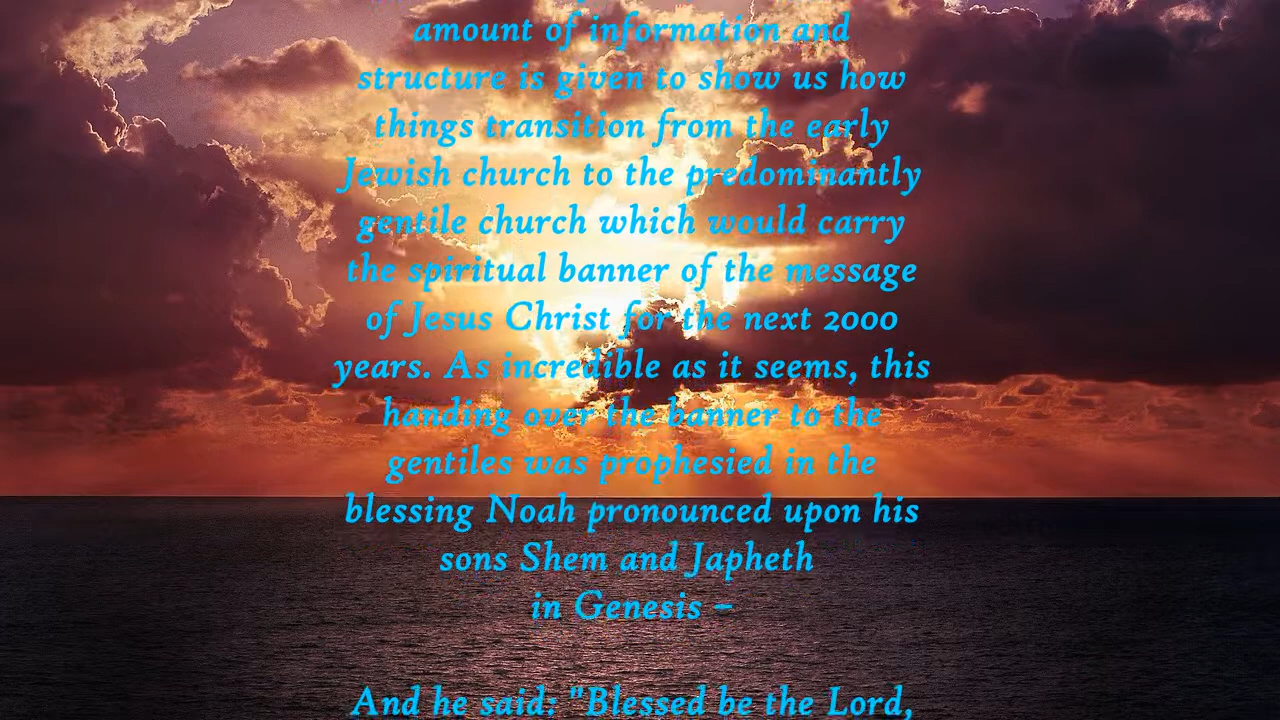 amount of information and
structure is given to show us how
things transition from the early
Jewish church to the predominantly
gentile church which would carry
the spiritual banner of the message
of Jesus Christ for the next 2000
years. As incredible as it seems, this
handing over the banner to the
gentiles was prophesied in the
blessing Noah pronounced upon his
sons Shem and Japheth
in Genesis –
And he said: "Blessed be the Lord,